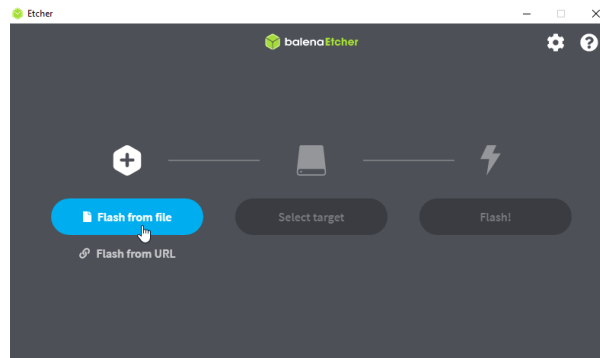 Etcher
balenaEtcher
Flash from file
Select target
Flash!
Flash from URL